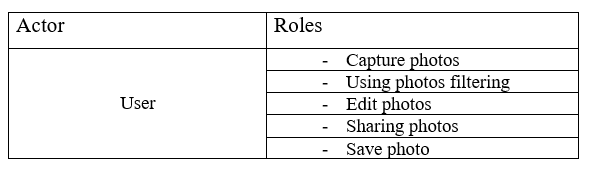 Actor Roles
- Capture photos
- Using photos filtering
User - Edit photos
- Sharing photos
- Save photo